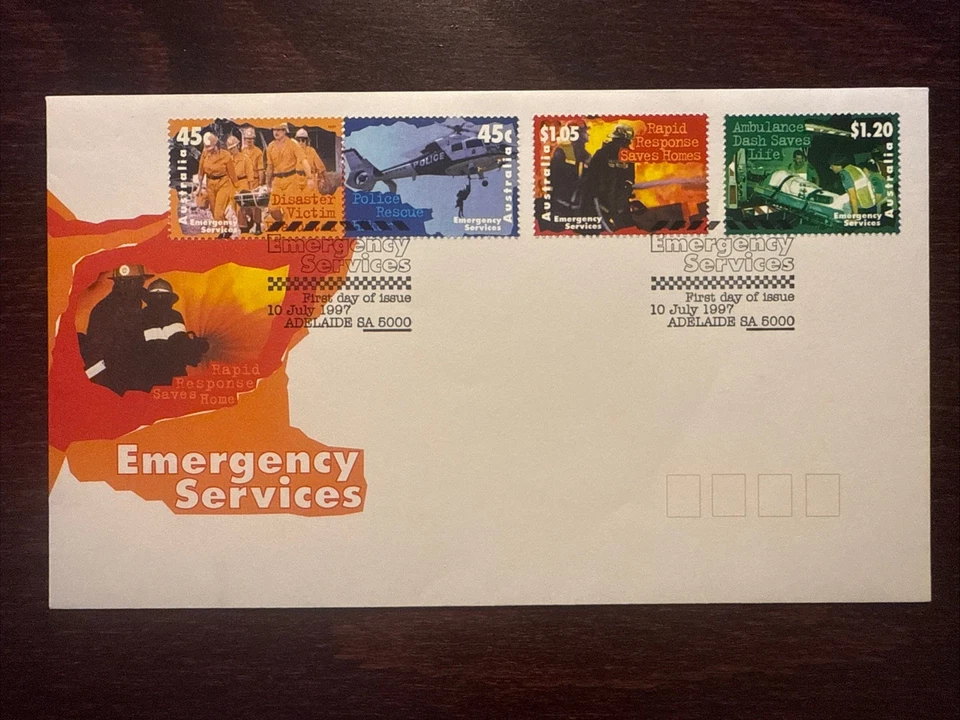 45c
Australia
Disaster
Victim
Emergency
Services
45c
Australia
POLICE
Police
Rescue
Emergency
Services
$1.05
Australia
Rapid
Response
Saves Homes
Emergency
Services
Ambulance
Dash Saves
Life
$1.20
Australia
Emergency
Services
Emergency
Services
First day of issue
10 July 1997
ADELAIDE SA 5000
Emergency
Services
First day of issue
10 July 1997
ADELAIDE SA 5000
Rapid
Response
Saves Home
Emergency
Services